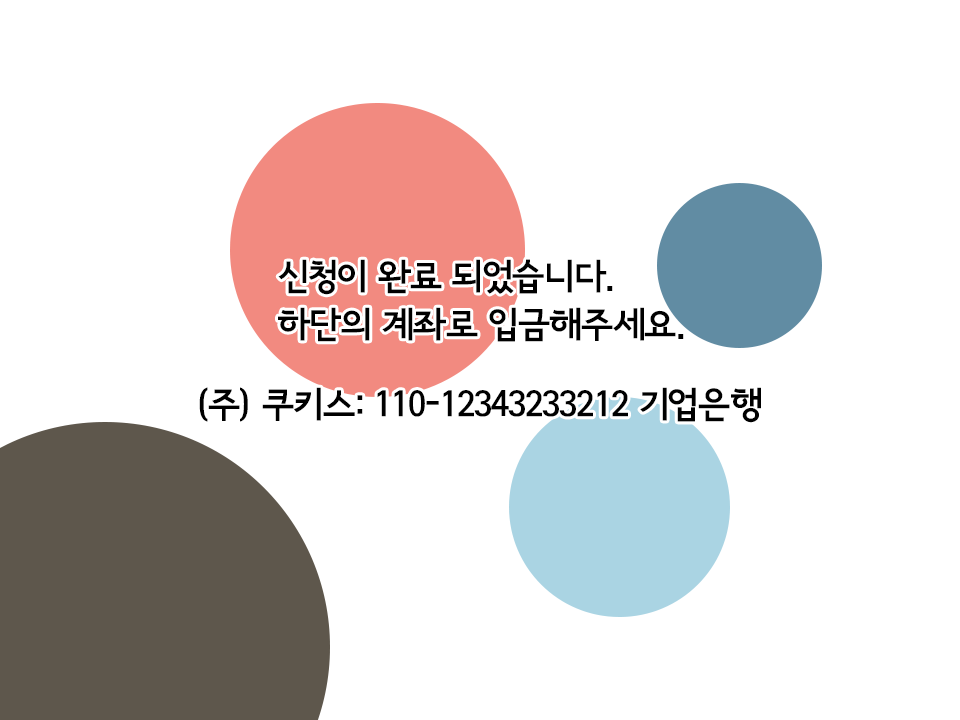 신청이 완료 되었습니다.
하단의 계좌로 입금해주세요.
(주) 쿠키스: 110-12343233212 기업은행